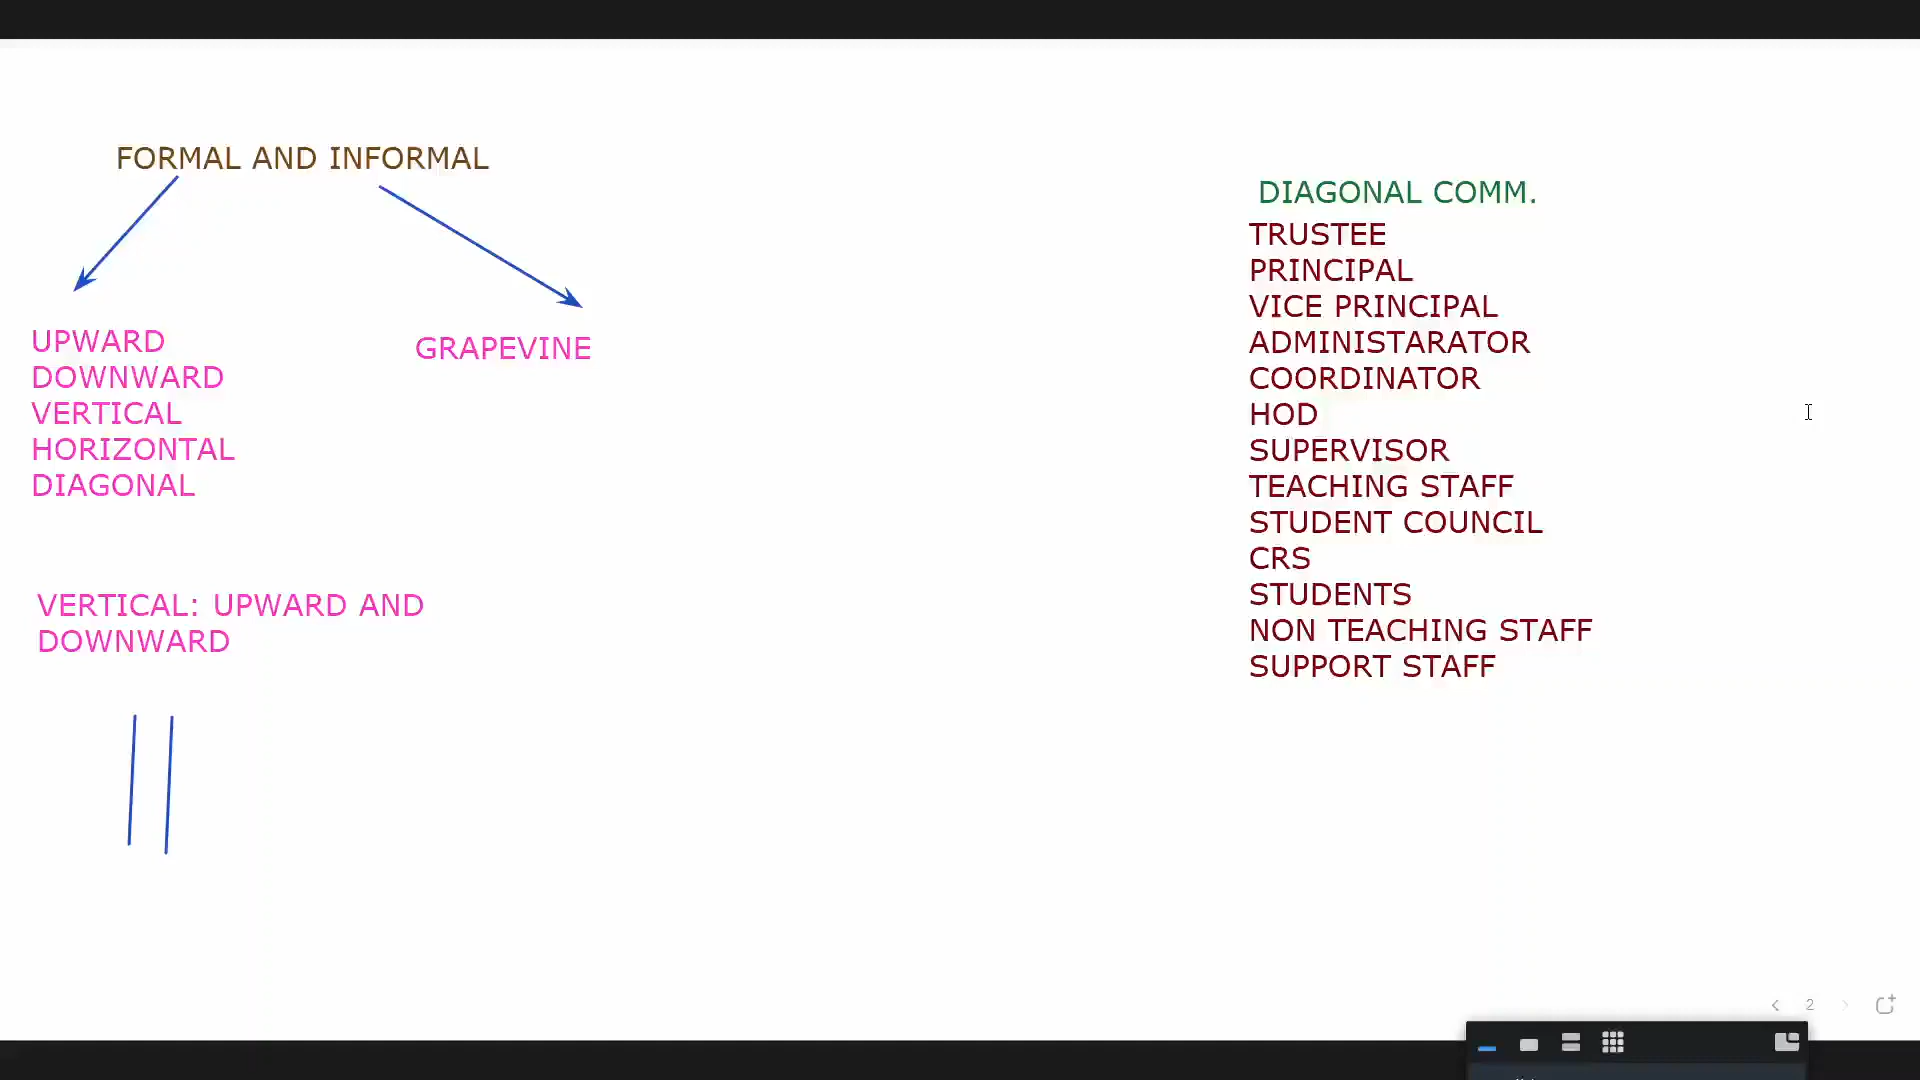 FORMAL AND INFORMAL
UPWARD
DOWNWARD
VERTICAL
HORIZONTAL
DIAGONAL
GRAPEVINE
VERTICAL: UPWARD AND
DOWNWARD
DIAGONAL COMM.
TRUSTEE
PRINCIPAL
VICE PRINCIPAL
ADMINISTARATOR
COORDINATOR
HOD
SUPERVISOR
TEACHING STAFF
STUDENT COUNCIL
CRS
STUDENTS
NON TEACHING STAFF
SUPPORT STAFF
2